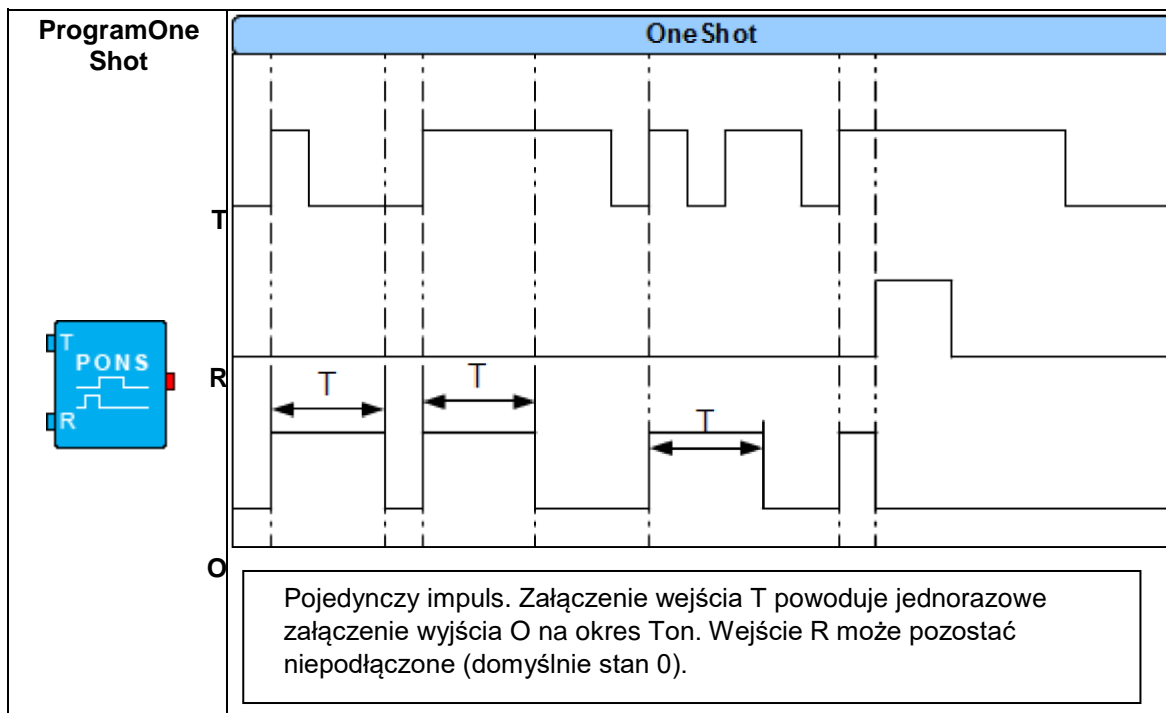 ProgramOne
Shot
OneShot
T
R
O
T
PONS
R
T
T
T
Pojedynczy impuls. Załączenie wejścia T powoduje jednorazowe
załączenie wyjścia O na okres Ton. Wejście R może pozostać
niepodłączone (domyślnie stan 0).